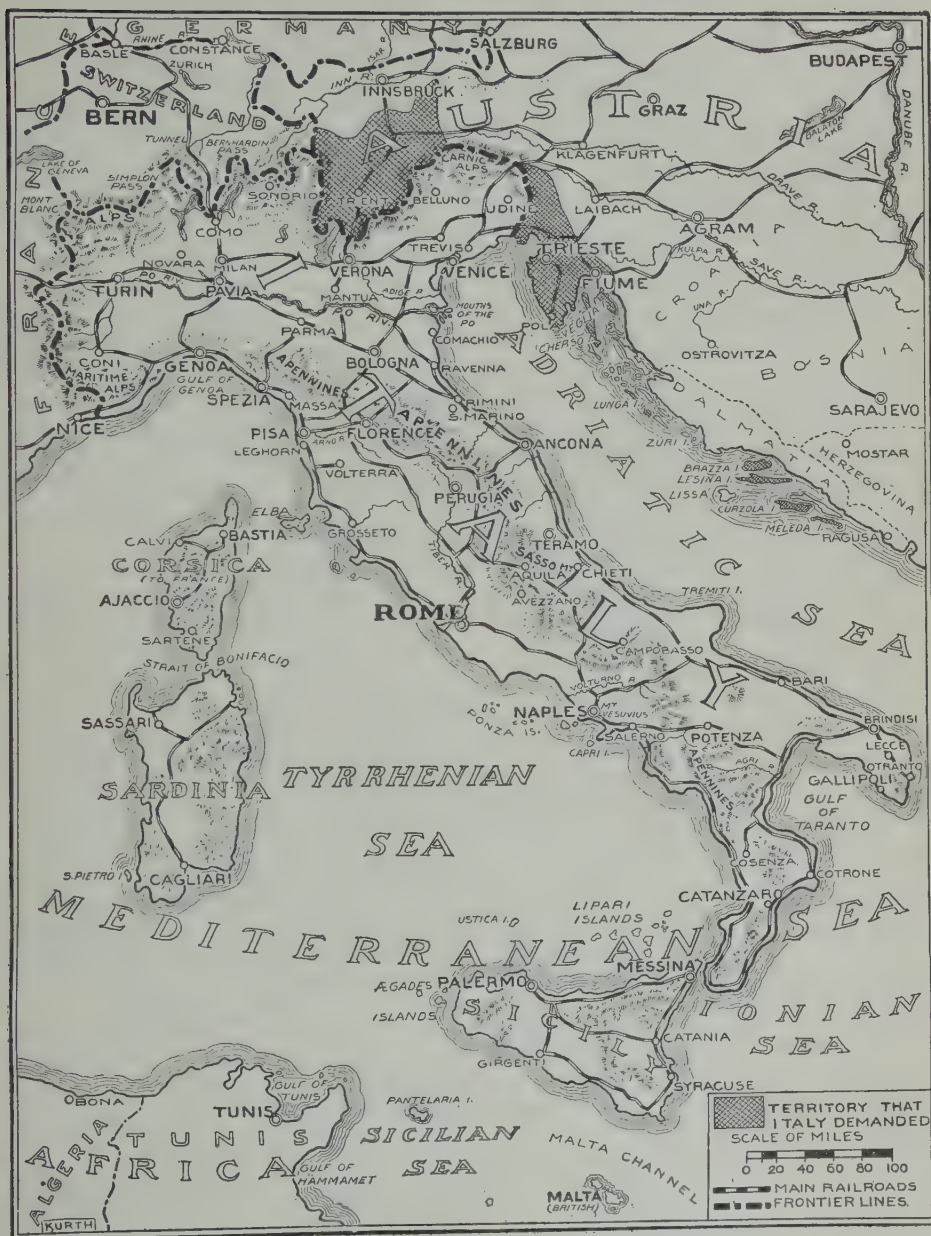 GERMANY
BASLE
RHINE R.
CONSTANCE
ISAR R.
SALZBURG
BUDAPEST
ZURICH
SWITZERLAND
INN R.
INNSBRUCK
AUSTRIA
GRAZ
DANUBE R.
BERN
TUNNEL
BERNHARDIN PASS
CARNIC ALPS
KLAGENFURT
BALATON LAKE
LAKE OF GENEVA
SIMPLON PASS
MONT BLANC
ALPS
SONDRIO
TRENT
BELLUNO
UDINE
LAIBACH
DRAVE R.
FRANCE
COMO
TREVISO
TRIESTE
AGRAM
KULPA R.
SAVE R.
NOVARA
MILAN
VERONA
VENICE
FIUME
CROATIA
TURIN
PO RIV.
PAVIA
MANTUA
ADIGE R.
UNA R.
PO RIV.
MOUTHS OF THE PO
POLA
VEGLIA
CHERSO
PARMA
COMACHIO
OSTROVITZA
BOSNIA
CONI
MARITIME ALPS
GENOA
GULF OF GENOA
APENNINE
BOLOGNA
RAVENNA
LUNGA I.
SPEZIA
MASSA
RIMINI
S. MARINO
SARAJEVO
NICE
PISA
ARNO R.
FLORENCE
APENNINES
ANCONA
ZURI I.
DALMATIA
MOSTAR
LEGHORN
VOLTERRA
BRAZZA I.
LESINA I.
HERZEGOVINA
PERUGIA
LISSA
CURZOLA I.
MELEDA I.
RAGUSA
ADRIATIC SEA
ITALY
ELBA
BASTIA
CALVI
GROSSETO
TIBER R.
TERAMO
CORSICA
(TO FRANCE)
SASSO MT.
AQUILA
CHIETI
AJACCIO
AVEZZANO
TREMITI I.
ROME
SARTENE
CAMPOBASSO
STRAIT OF BONIFACIO
VOLTURNO R.
BARI
SASSARI
PONZA IS.
NAPLES
MT. VESUVIUS
BRINDISI
CAPRI I.
SALERNO
POTENZA
LECCE
OTRANTO
TYRRHENIAN
SEA
SARDINIA
APENNINES
AGRI R.
GALLIPOLI
GULF OF TARANTO
COSENZA
S. PIETRO I.
CAGLIARI
COTRONE
CATANZARO
MEDITERRANEAN SEA
USTICA I.
LIPARI ISLANDS
MESSINA
ÆGADES ISLANDS
PALERMO
SICILY
IONIAN
SEA
CATANIA
GIRGENTI
SYRACUSE
BONA
GULF OF TUNIS
TUNIS
PANTELARIA I.
TUNIS
SICILIAN
SEA
ALGERIA
AFRICA
GULF OF HAMMAMET
MALTA CHANNEL
MALTA
(BRITISH)
KURTH
TERRITORY THAT
ITALY DEMANDED
SCALE OF MILES
0 20 40 60 80 100
MAIN RAILROADS
FRONTIER LINES.